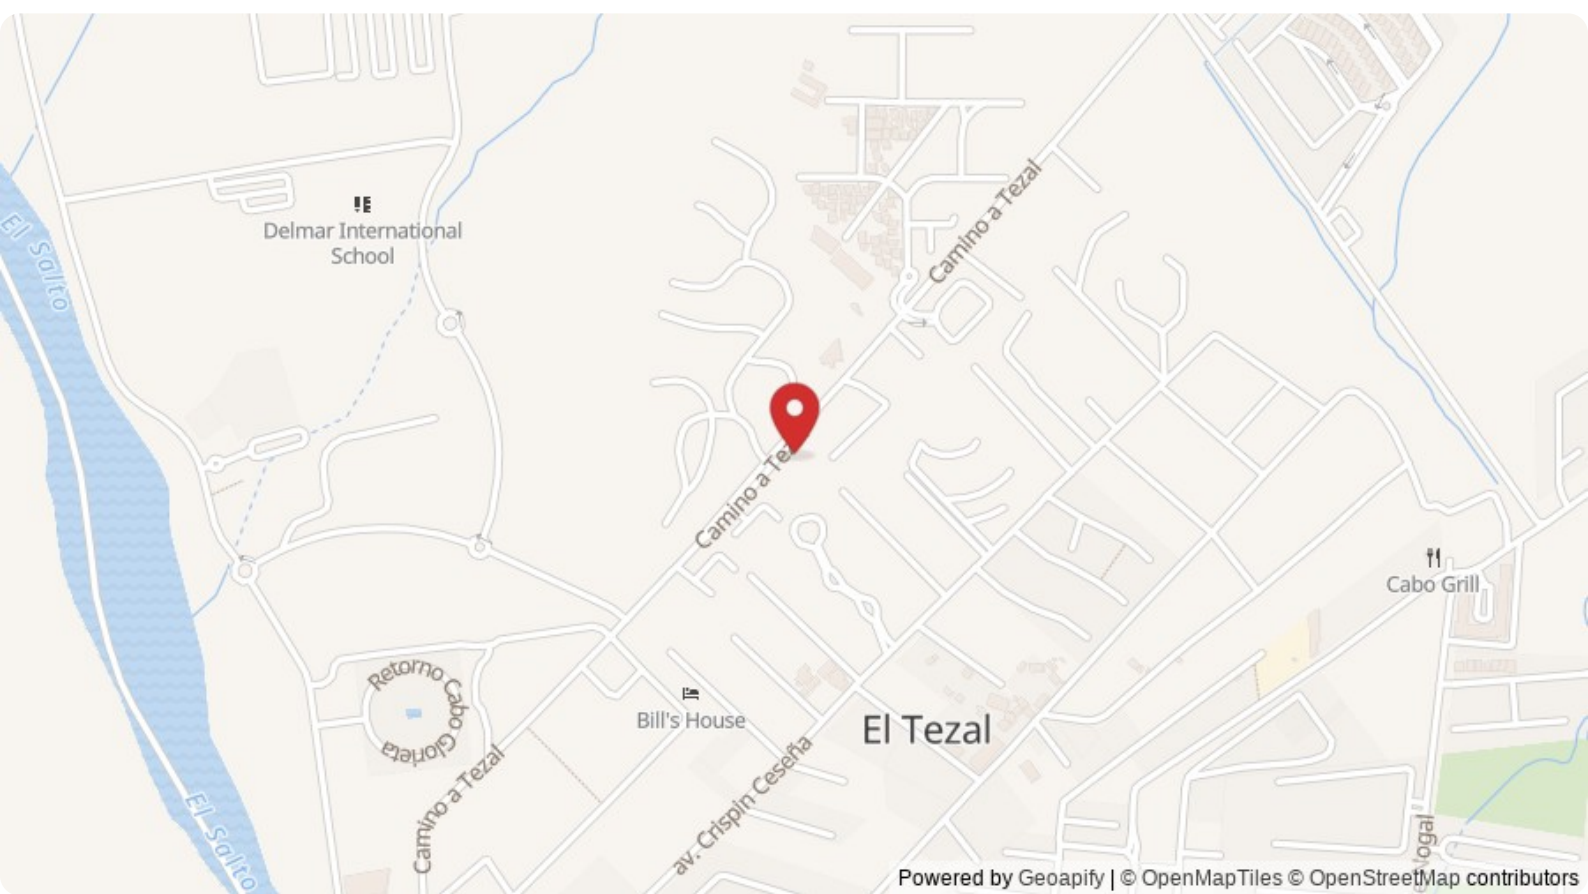 El Salto
Delmar International
School
Camino a Tezal
Camino a Te
Cabo Grill
Retorno Cabo Glorieta
Bill's House
El Tezal
Camino a Tezal
av. Crispin Ceseña
El Salto
Nogal
Powered by Geoapify | © OpenMapTiles © OpenStreetMap contributors